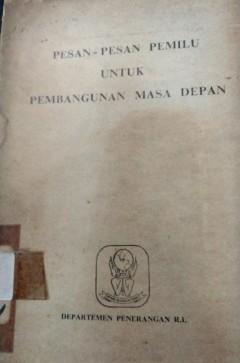 PESAN-PESAN PEMILU
UNTUK
PEMBANGUNAN MASA DEPAN
DEPARTEMEN PENERANGAN R.I.